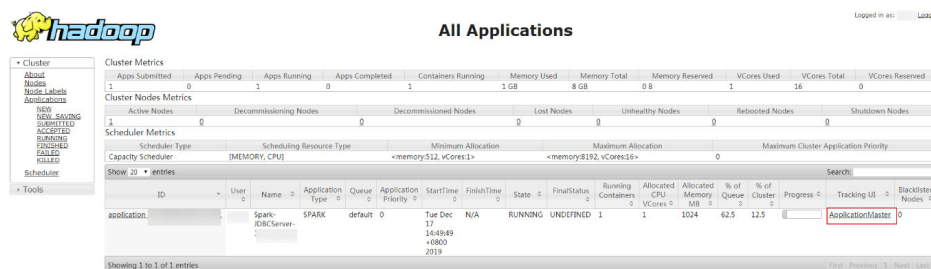 Logged in as:
hadoop
All Applications
Cluster
About
Nodes
Node Labels
Applications
NEW
NEW_SAVING
SUBMITTED
ACCEPTED
RUNNING
FINISHED
FAILED
KILLED
Scheduler
Tools
Cluster Metrics
Apps Submitted Apps Pending Apps Running Apps Completed Containers Running Memory Used Memory Total Memory Reserved VCores Used VCores Total VCores Reserved
1 0 1 0 1 1 GB 8 GB 0 B 1 16 0
Cluster Nodes Metrics
Active Nodes Decommissioning Nodes Decommissioned Nodes Lost Nodes Unhealthy Nodes Rebooted Nodes Shutdown Nodes
1 0 0 0 0 0 0
Scheduler Metrics
Scheduler Type Scheduling Resource Type Minimum Allocation Maximum Allocation Maximum Cluster Application Priority
Capacity Scheduler [MEMORY, CPU] <memory:512, vCores:1> <memory:8192, vCores:16> 0
Show 20 entries Search:
ID User Name Application Type Queue Application Priority StartTime FinishTime State FinalStatus Running Containers Allocated CPU VCores Allocated Memory MB % of Queue % of Cluster Progress Tracking UI Blacklisted Nodes
application_ Spark- SPARK default 0 Tue Dec N/A RUNNING UNDEFINED 1 1 1024 62.5 12.5 ApplicationMaster 0
JDBCServer- 17
14:49:49
+0800
2019
Showing 1 to 1 of 1 entries First Previous 1 Next Last